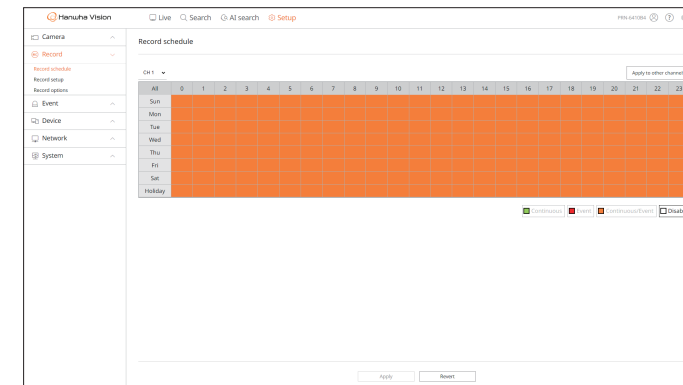 Hanwha Vision
Live Search AI search Setup
PRN-6410B4
Camera
Record
Record schedule
Record setup
Record options
Event
Device
Network
System
Record schedule
CH 1
Apply to other channel
All 0 1 2 3 4 5 6 7 8 9 10 11 12 13 14 15 16 17 18 19 20 21 22 23
Sun
Mon
Tue
Wed
Thu
Fri
Sat
Holiday
Continuous Event Continuous/Event Disab
Apply Revert